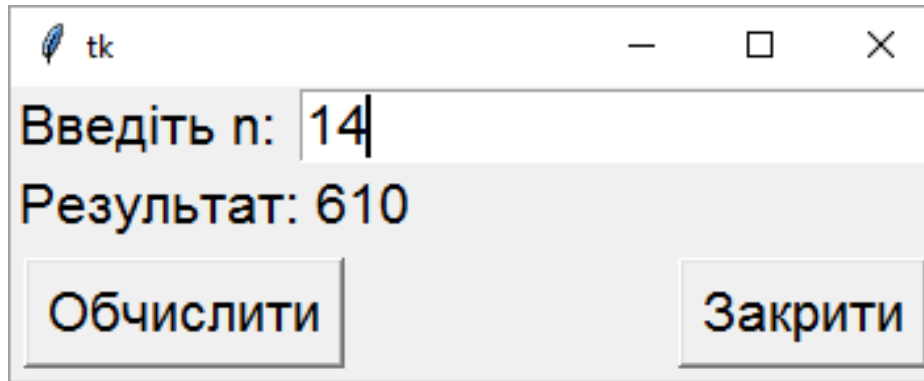 tk
Введіть n: 14
Результат: 610
Обчислити Закрити